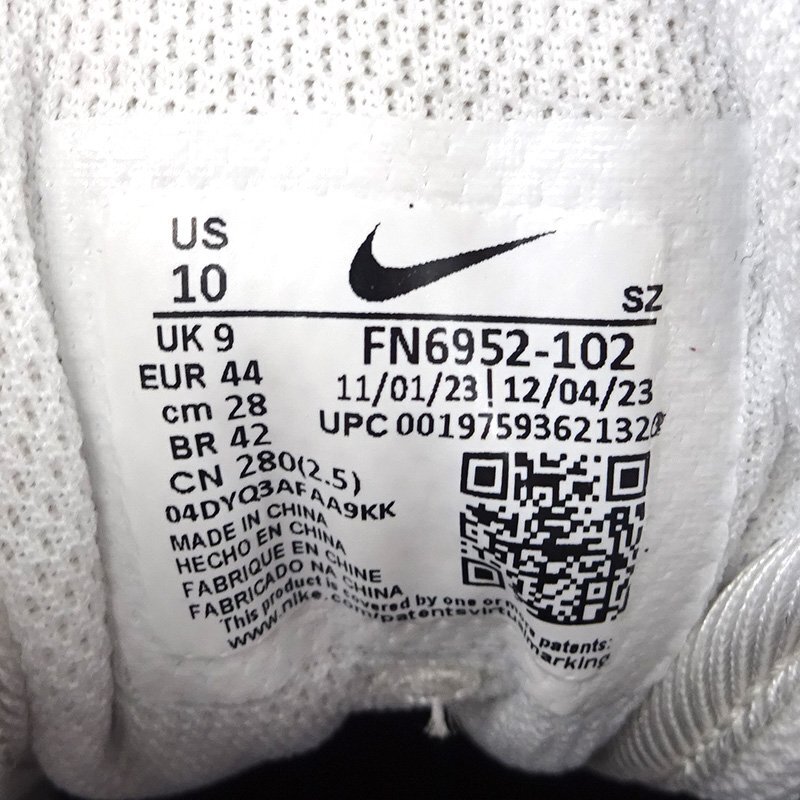 US
10
SZ
UK 9
FN6952-102
EUR 44
11/01/23 | 12/04/23
cm 28
UPC 00197593621320
BR 42
CN 280(2.5)
04DYQ3AFAA9KK
MADE IN CHINA
HECHO EN CHINA
FABRIQUE EN CHINE
FABRICADO NA CHINA
This product is covered by one or more patents:
www.nike.com/patentsvirtualmarking